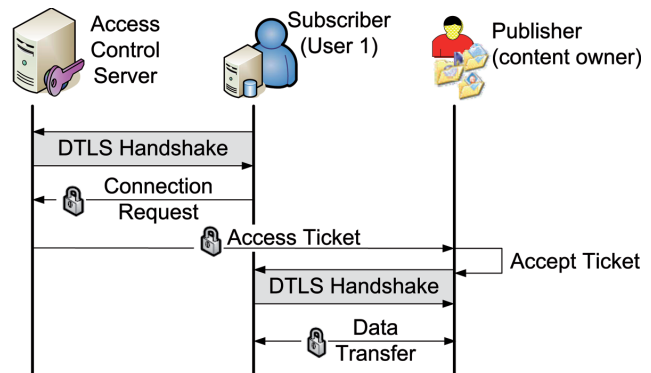 Access
Control
Server
Subscriber
(User 1)
Publisher
(content owner)
DTLS Handshake
Connection
Request
Access Ticket
Accept Ticket
DTLS Handshake
Data
Transfer